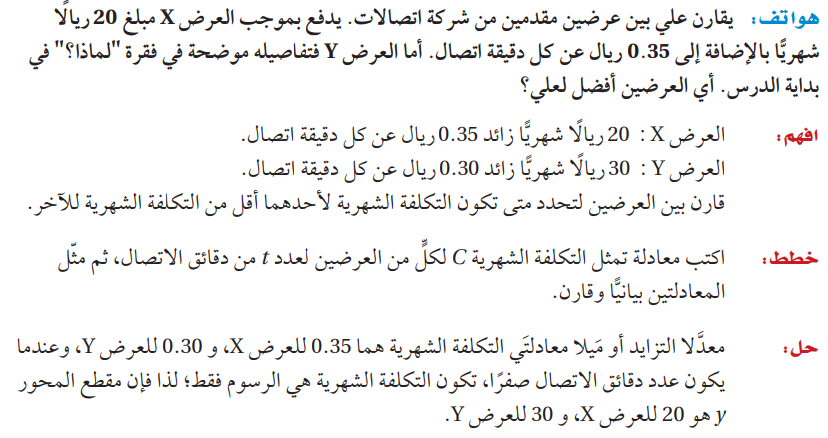 هواتف: يقارن علي بين عرضين مقدمين من شركة اتصالات. يدفع بموجب العرض X مبلغ 20 ريالًا
شهريًّا بالإضافة إلى 0.35 ريال عن كل دقيقة اتصال. أما العرض Y فتفاصيله موضحة في فقرة "لماذا؟" في
بداية الدرس. أي العرضين أفضل لعلي؟
افهم: العرض X : 20 ريالًا شهريًّا زائد 0.35 ريال عن كل دقيقة اتصال.
العرض Y : 30 ريالًا شهريًّا زائد 0.30 ريال عن كل دقيقة اتصال.
قارن بين العرضين لتحدد متى تكون التكلفة الشهرية لأحدهما أقل من التكلفة الشهرية للآخر.
خطط: اكتب معادلة تمثل التكلفة الشهرية C لكلٍّ من العرضين لعدد t من دقائق الاتصال، ثم مثّل
المعادلتين بيانيًّا وقارن.
حل: معدَّلا التزايد أو مَيلا معادلتَي التكلفة الشهرية هما 0.35 للعرض X، و 0.30 للعرض Y، وعندما
يكون عدد دقائق الاتصال صفرًا، تكون التكلفة الشهرية هي الرسوم فقط؛ لذا فإن مقطع المحور
y هو 20 للعرض X، و 30 للعرض Y.